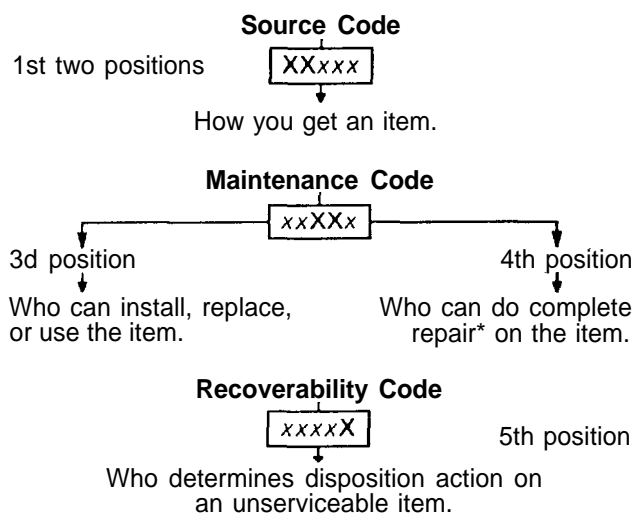 Source Code
1st two positions
XXxxx
How you get an item.
Maintenance Code
xxXXx
3d position
4th position
Who can install, replace,
or use the item.
Who can do complete
repair* on the item.
Recoverability Code
xxxxX
5th position
Who determines disposition action on
an unserviceable item.